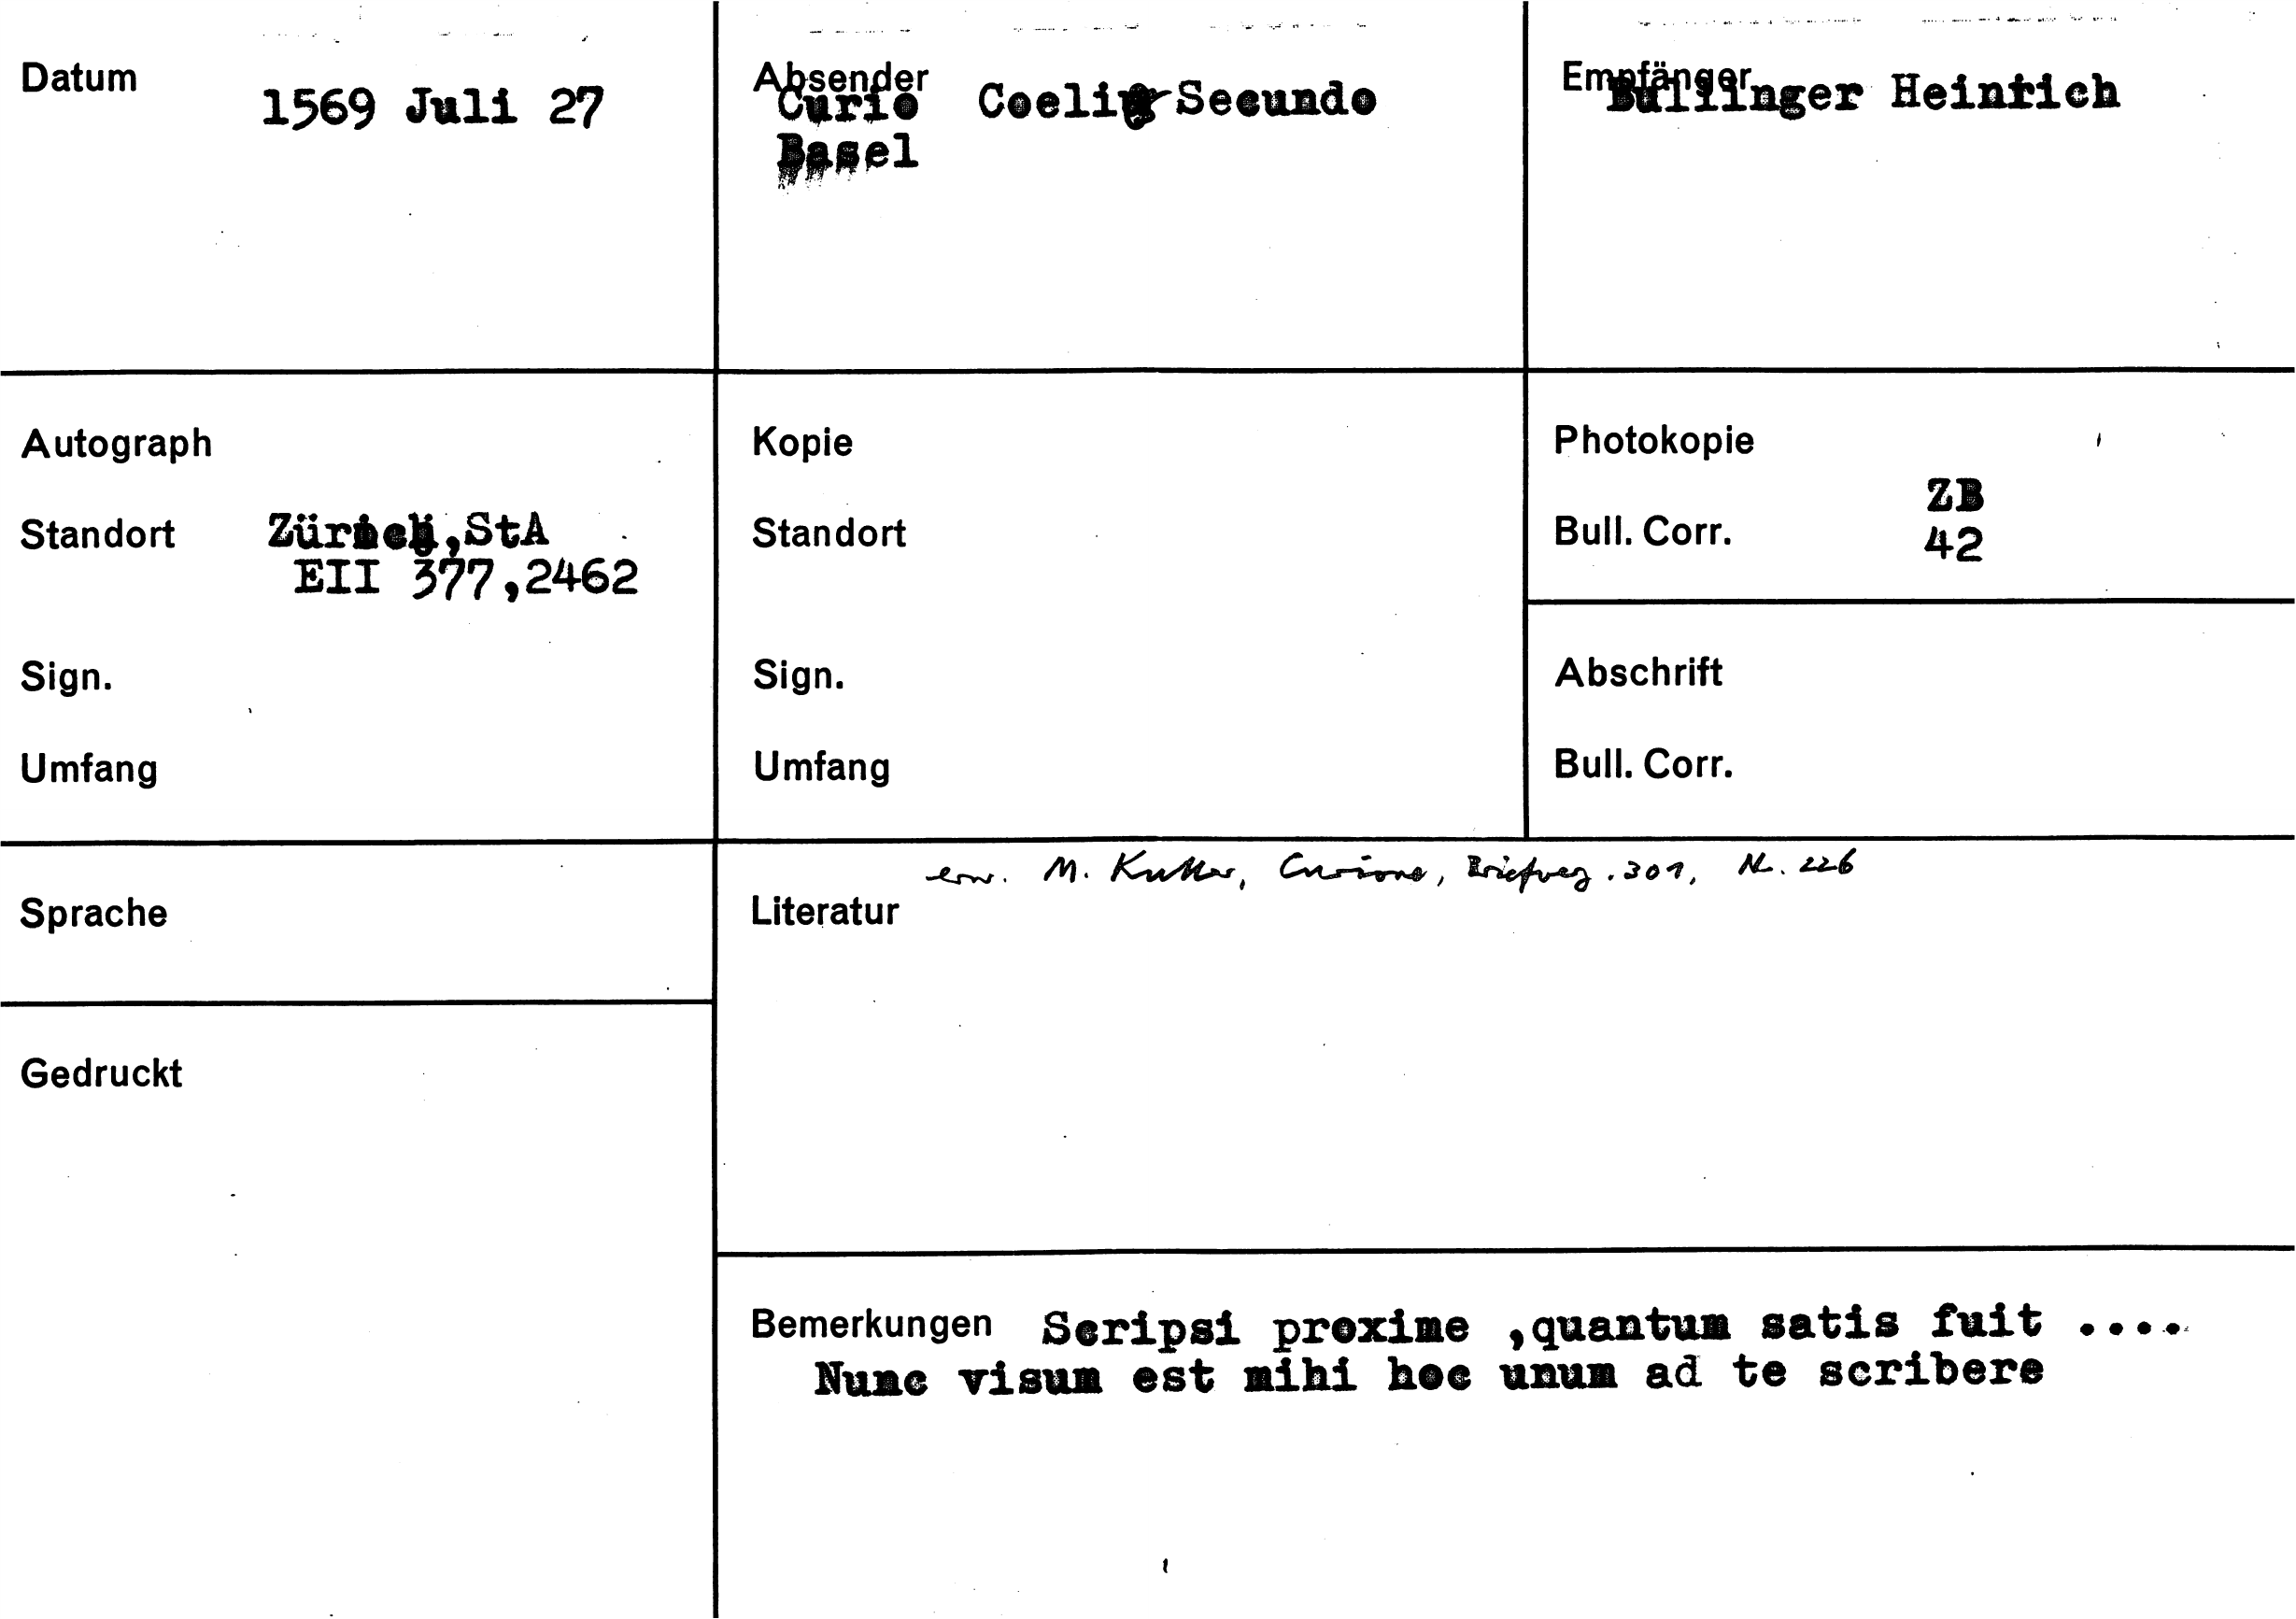 Datum
1569 Juli 27
Absender
Curio Coelio Secundo
Basel
Empfänger
Bullinger Heinrich
Autograph
Standort Zürich,StA
EII 377,2462
Sign.
Umfang
Kopie
Standort
Sign.
Umfang
Photokopie
ZB
Bull. Corr. 42
Abschrift
Bull. Corr.
Sprache
Gedruckt
erw. M. Kutter, Curione, Briefverz. 301, Nr. 226
Literatur
Bemerkungen Scripsi proxime ,quantum satis fuit ....
Nunc visum est mihi hoc unum ad te scribere